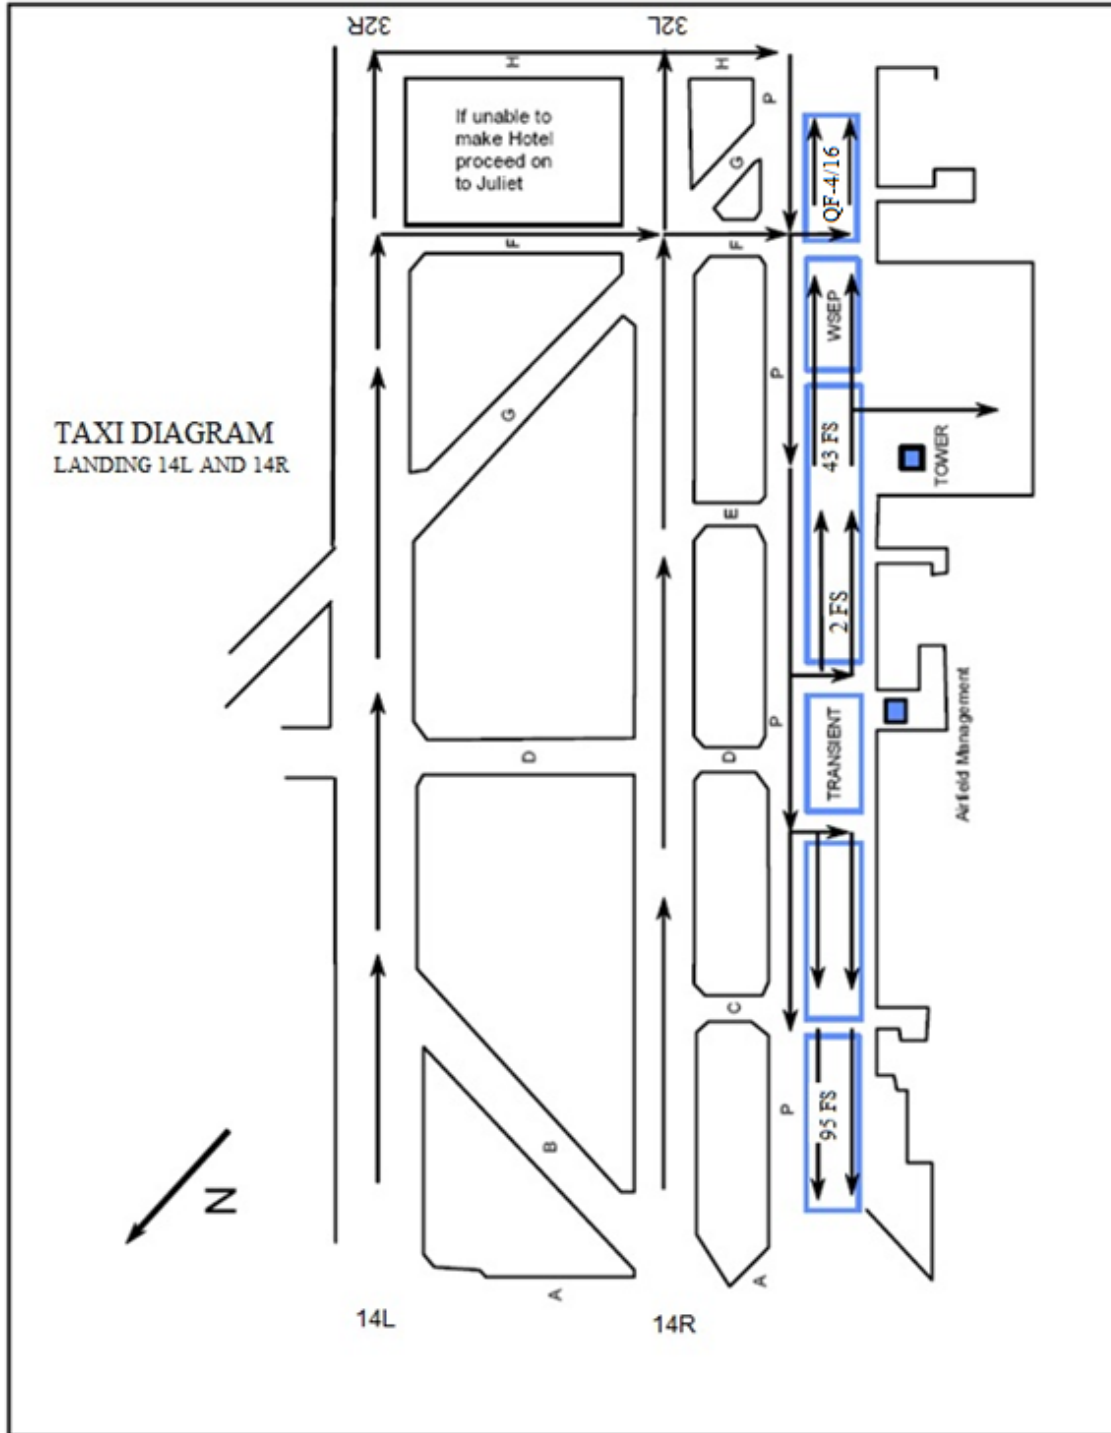 32R
32L
H
H
P
If unable to
make Hotel
proceed on
to Juliet
G
QF-4/16
F
F
WSEP
P
G
TAXI DIAGRAM
LANDING 14L AND 14R
43 FS
TOWER
E
2 FS
P
D
D
TRANSIENT
Airfield Management
C
P
95 FS
B
N
A
A
14L
14R